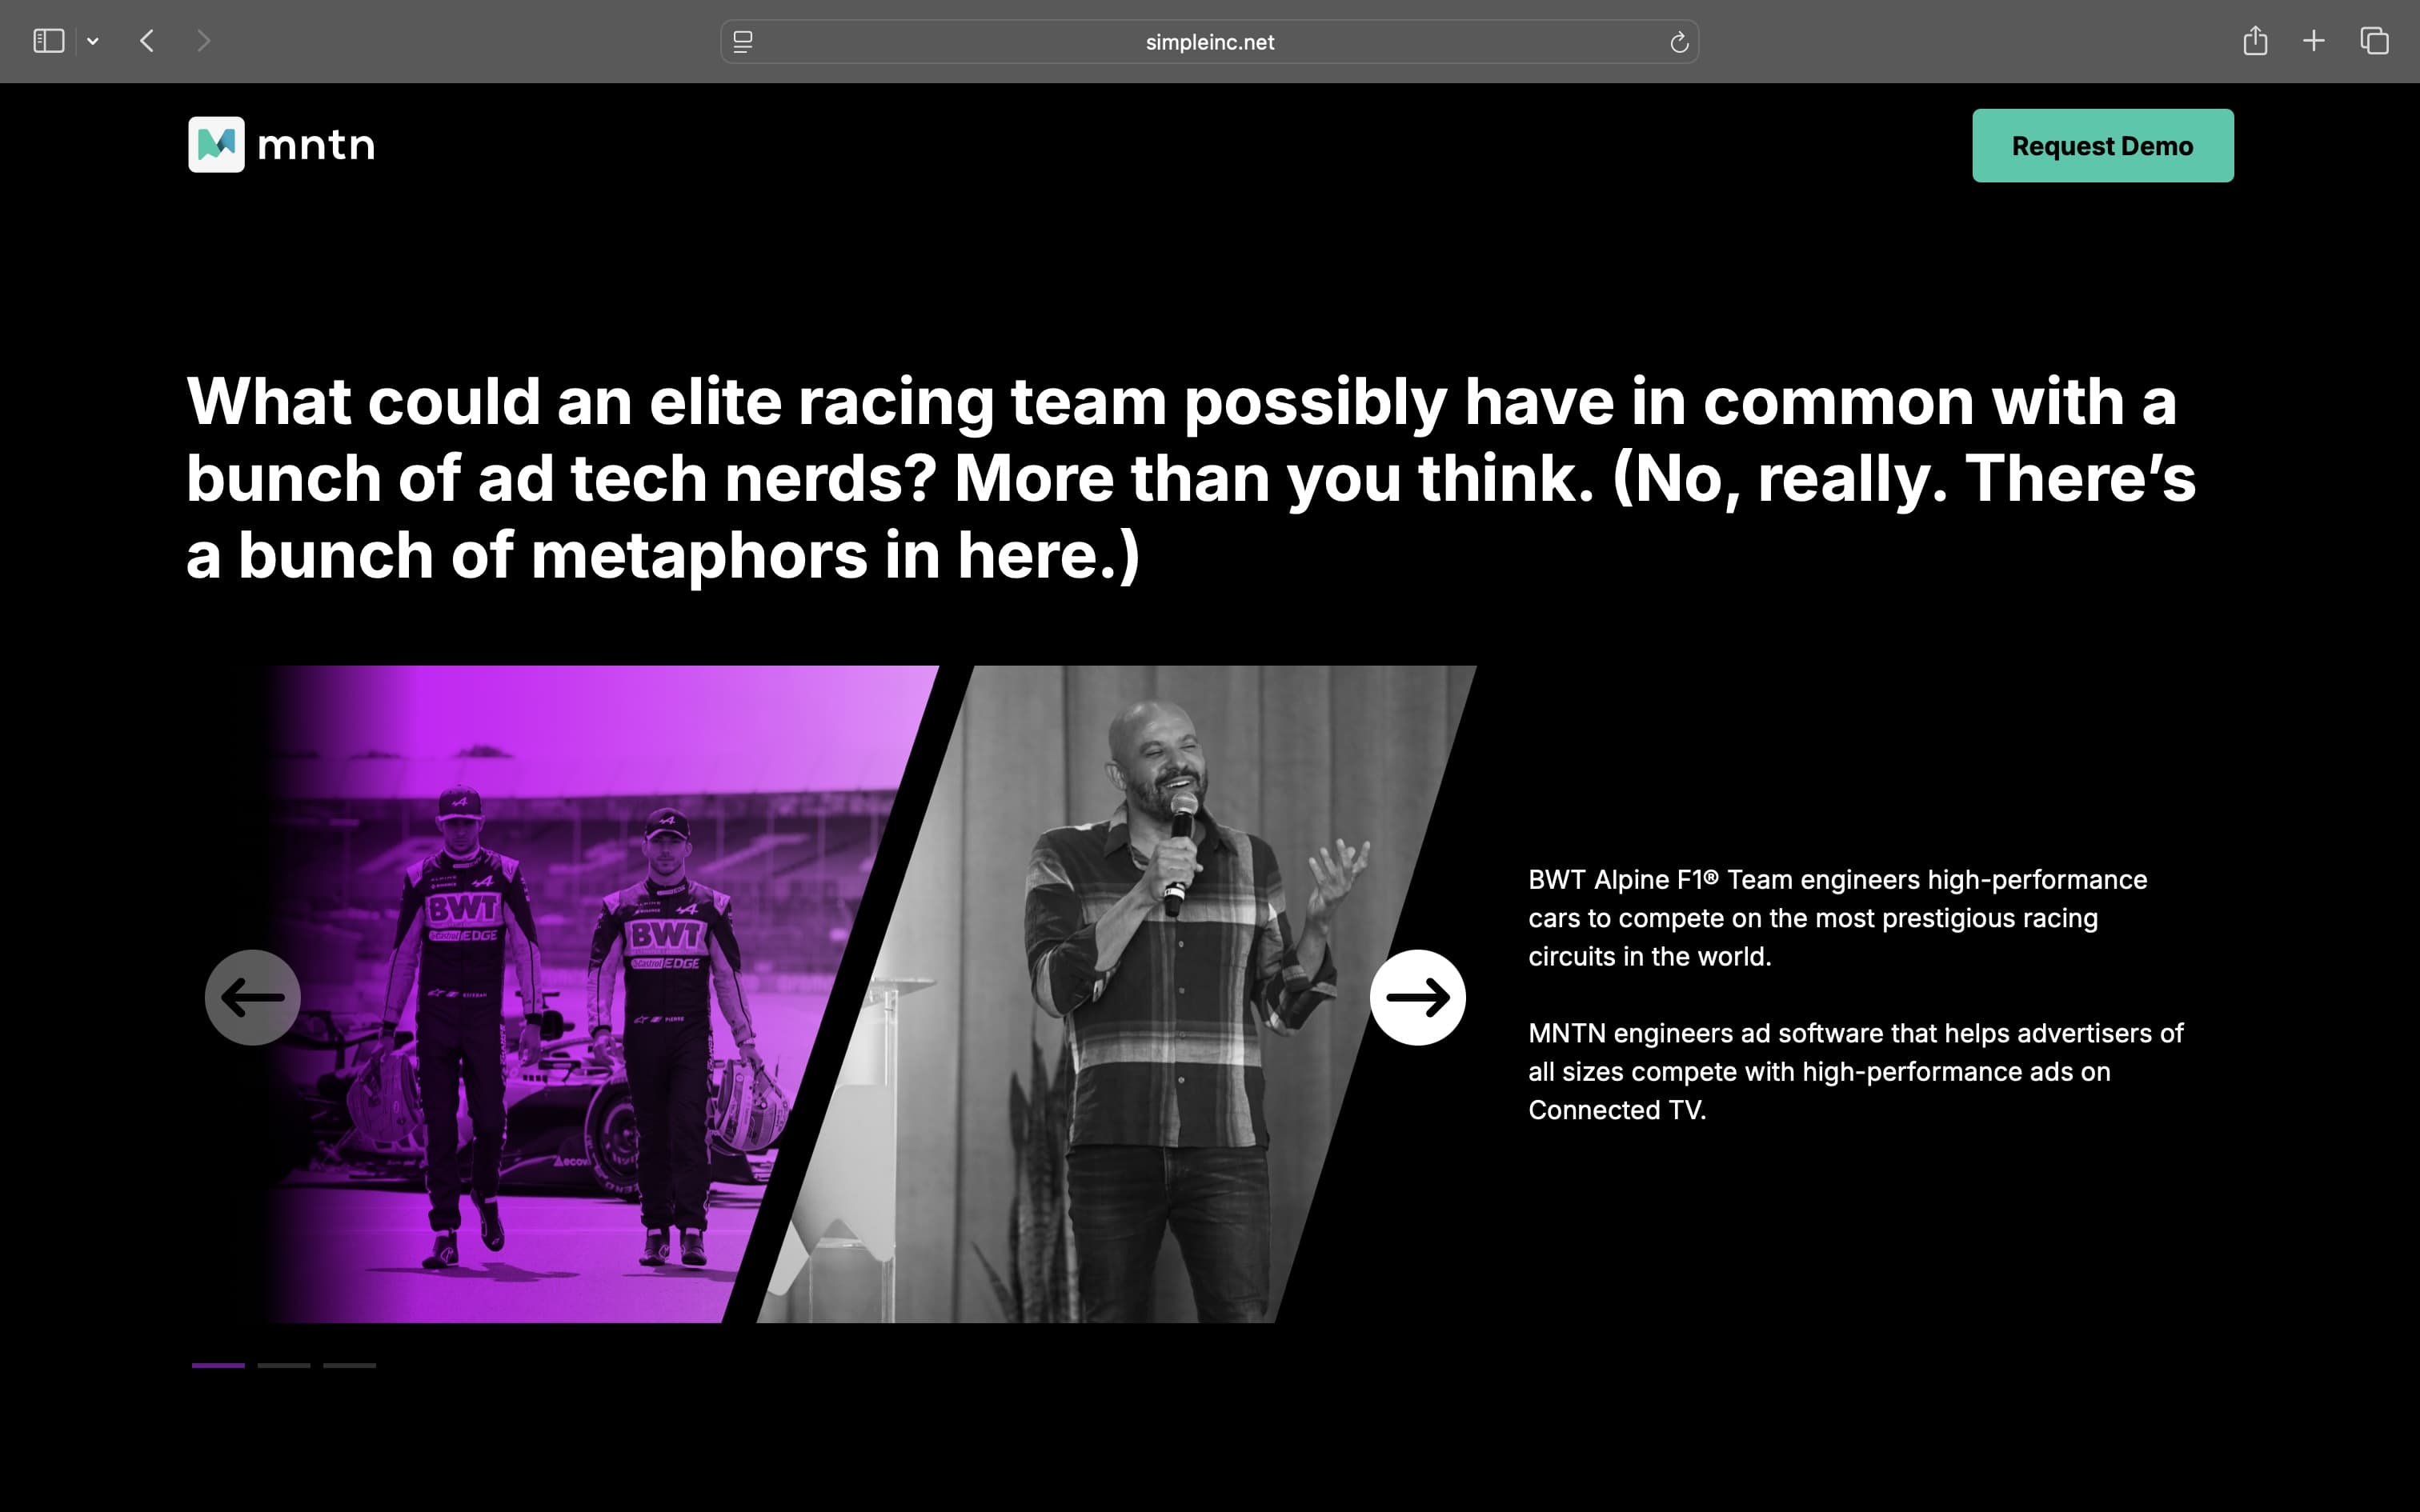 simpleinc.net
mntn
Request Demo
What could an elite racing team possibly have in common with a
bunch of ad tech nerds? More than you think. (No, really. There’s
a bunch of metaphors in here.)
BWT
Castrol EDGE
BWT
Castrol EDGE
PIERRE
BWT Alpine F1® Team engineers high-performance
cars to compete on the most prestigious racing
circuits in the world.
MNTN engineers ad software that helps advertisers of
all sizes compete with high-performance ads on
Connected TV.